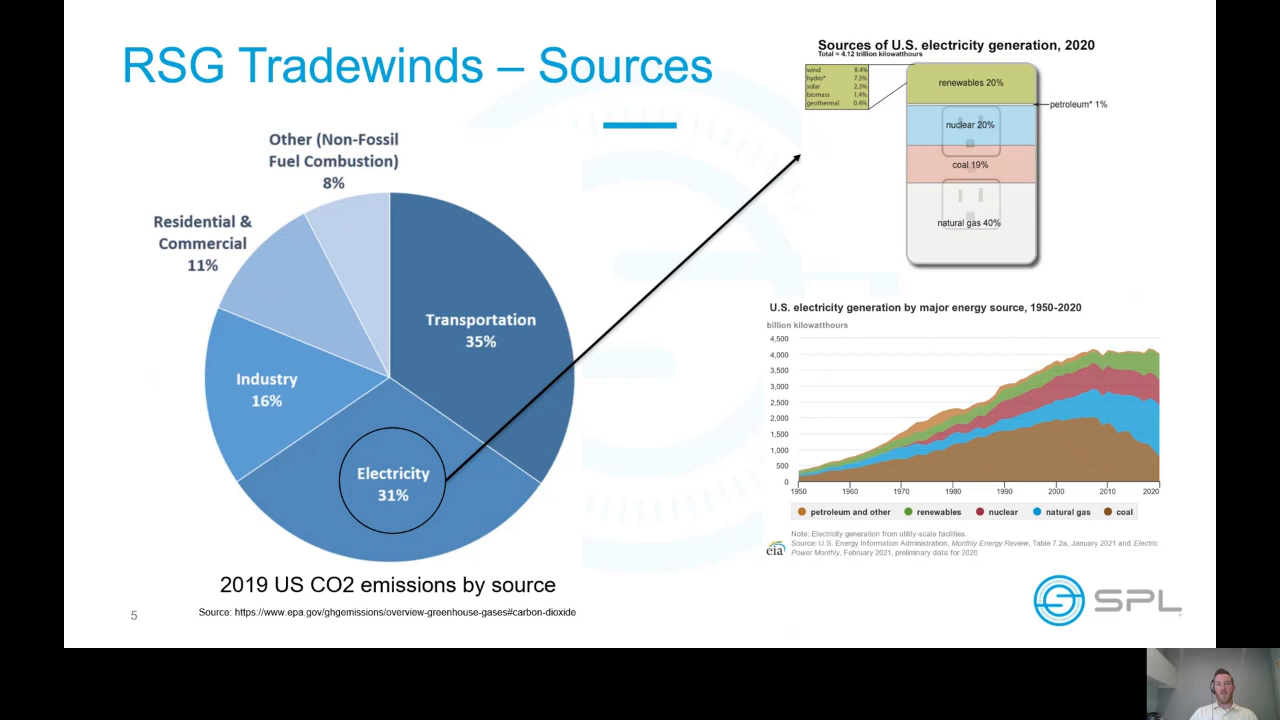 RSG Tradewinds – Sources
Other (Non-Fossil
Fuel Combustion)
8%
Residential &
Commercial
11%
Transportation
35%
Industry
16%
Electricity
31%
2019 US CO2 emissions by source
Source: https://www.epa.gov/ghgemissions/overview-greenhouse-gases#carbon-dioxide
5
Sources of U.S. electricity generation, 2020
Total = 4.12 trillion kilowatthours
wind 8.4%
hydro* 7.3%
solar 2.3%
biomass 1.4%
geothermal 0.4%
renewables 20%
petroleum* 1%
nuclear 20%
coal 19%
natural gas 40%
U.S. electricity generation by major energy source, 1950-2020
billion kilowatthours
4,500
4,000
3,500
3,000
2,500
2,000
1,500
1,000
500
0
1950 1960 1970 1980 1990 2000 2010 2020
petroleum and other renewables nuclear natural gas coal
Note: Electricity generation from utility-scale facilities.
Source: U.S. Energy Information Administration, Monthly Energy Review, Table 7.2a, January 2021 and Electric
Power Monthly, February 2021, preliminary data for 2020
eia
SPL